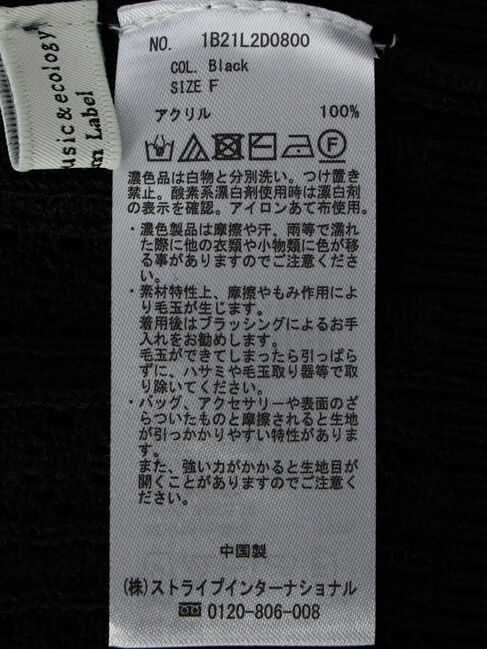 usic&ecology
m Label
NO. 1B21L2D0800
COL. Black
SIZE F
アクリル 100%
濃色品は白物と分別洗い。つけ置き
禁止。酸素系漂白剤使用時は漂白剤
の表示を確認。アイロンあて布使用。
・濃色製品は摩擦や汗、雨等で濡れ
た際に他の衣類や小物類に色が移
る事がありますのでご注意くださ
い。
・素材特性上、摩擦やもみ作用によ
り毛玉が生じます。
着用後はブラッシングによるお手
入れをお勧めします。
毛玉ができてしまったら引っぱら
ずに、ハサミや毛玉取り器等で取
り除いてください。
・バッグ、アクセサリーや表面のざ
らついたものと摩擦されると生地
が引っかかりやすい特性がありま
す。
また、強い力がかかると生地目が
開くことがありますのでご注意く
ださい。
中国製
(株)ストライプインターナショナル
0120-806-008